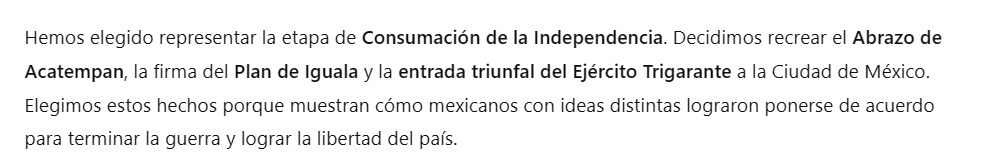 Hemos elegido representar la etapa de Consumación de la Independencia. Decidimos recrear el Abrazo de
Acatempan, la firma del Plan de Iguala y la entrada triunfal del Ejército Trigarante a la Ciudad de México.
Elegimos estos hechos porque muestran cómo mexicanos con ideas distintas lograron ponerse de acuerdo
para terminar la guerra y lograr la libertad del país.